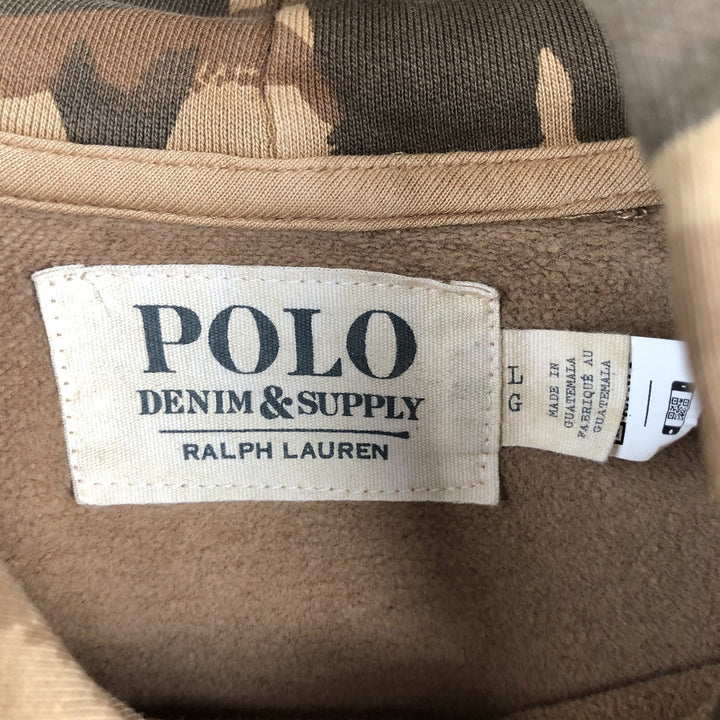 POLO
DENIM & SUPPLY
RALPH LAUREN
L
G
MADE IN
GUATEMALA
FABRIQUÉ AU
GUATEMALA